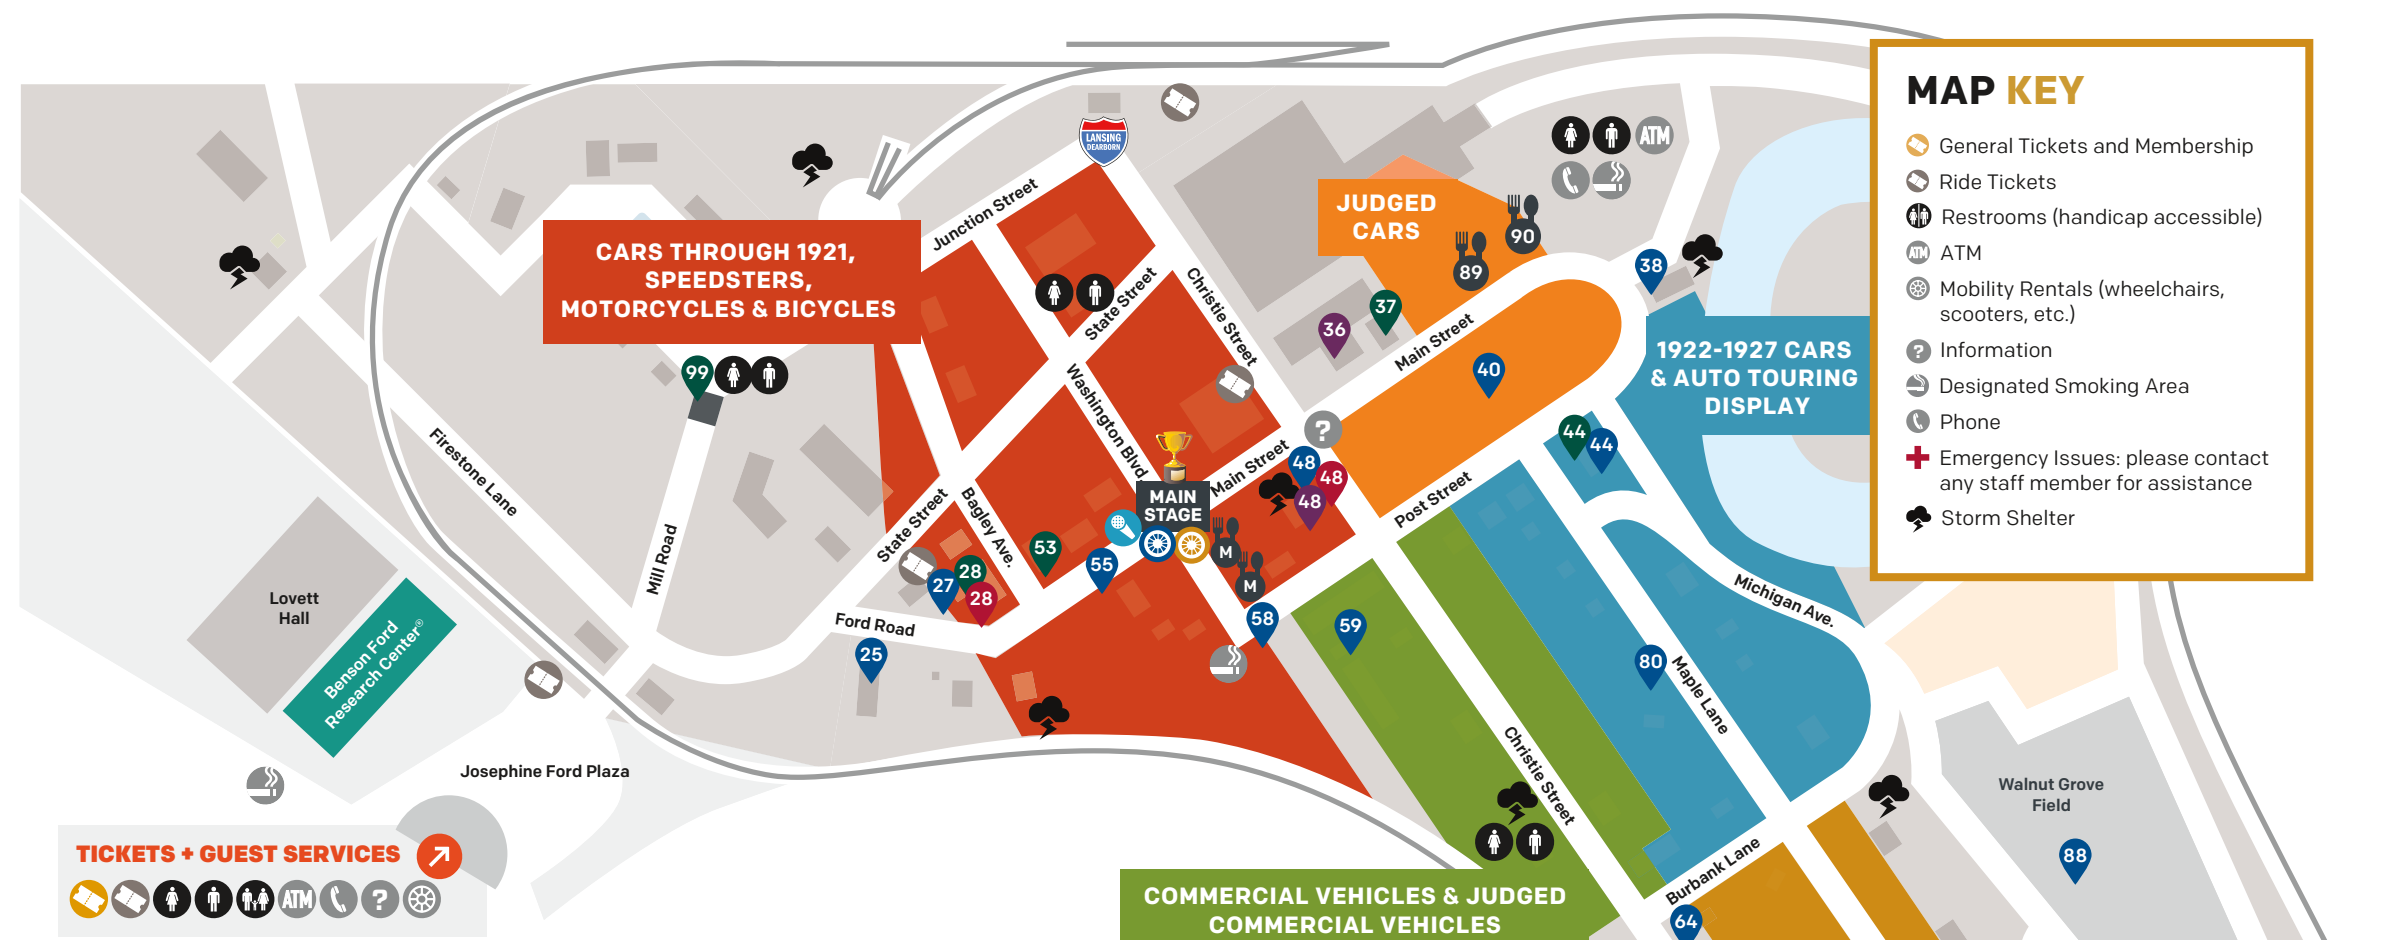 LANSING
DEARBORN
ATM
Junction Street
JUDGED
CARS
90
89
CARS THROUGH 1921,
SPEEDSTERS,
MOTORCYCLES & BICYCLES
State Street
Christie Street
38
37
36
Main Street
40
1922-1927 CARS
& AUTO TOURING
DISPLAY
99
Washington Blvd.
?
44
44
Firestone Lane
Main Street
48
48
48
MAIN
STAGE
Post Street
State Street
Bagley Ave.
Mill Road
53
55
M
M
28
27
28
Ford Road
25
58
59
80
Maple Lane
Michigan Ave.
Lovett
Hall
Benson Ford
Research Center®
Josephine Ford Plaza
Christie Street
Walnut Grove
Field
88
Burbank Lane
64
TICKETS + GUEST SERVICES
ATM
?
COMMERCIAL VEHICLES & JUDGED
COMMERCIAL VEHICLES
MAP KEY
General Tickets and Membership
Ride Tickets
Restrooms (handicap accessible)
ATM ATM
Mobility Rentals (wheelchairs,
scooters, etc.)
? Information
Designated Smoking Area
Phone
Emergency Issues: please contact
any staff member for assistance
Storm Shelter